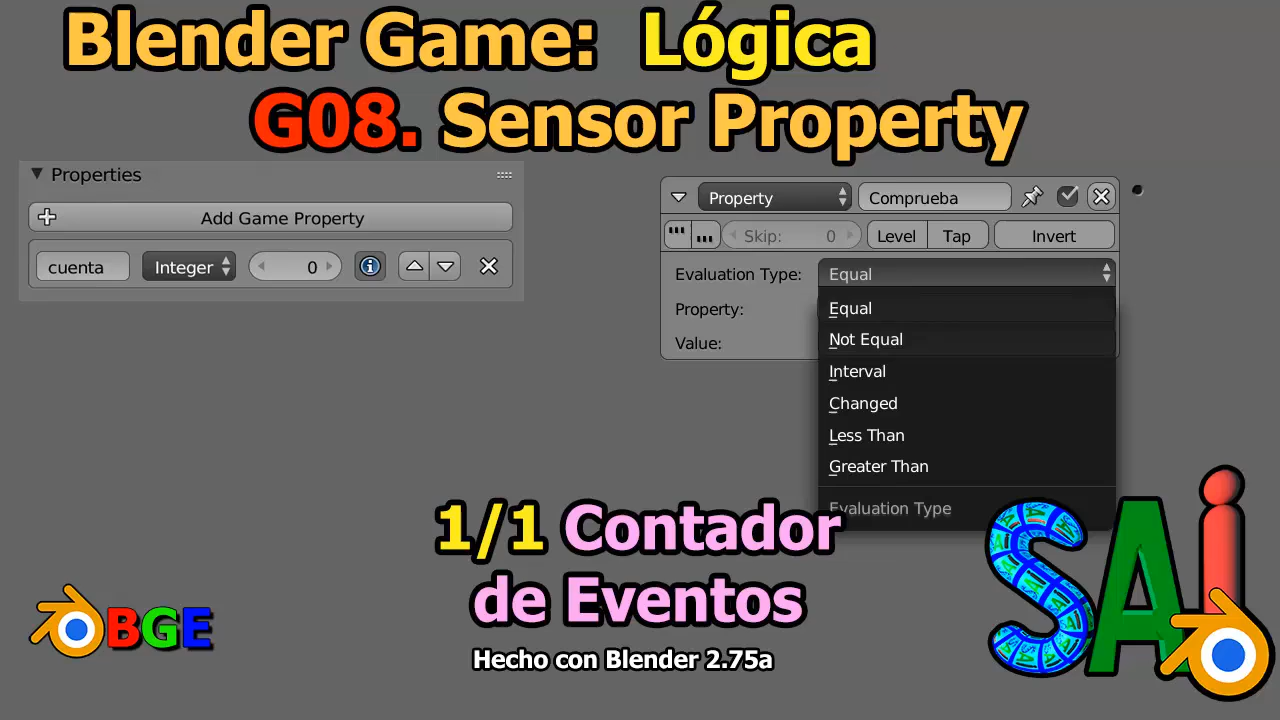 Blender Game: Lógica
G08. Sensor Property
Properties
Add Game Property
cuenta Integer 0
Property Comprueba
Skip: 0 Level Tap Invert
Evaluation Type: Equal
Property:
Value:
Equal
Not Equal
Interval
Changed
Less Than
Greater Than
Evaluation Type
1/1 Contador
de Eventos
Hecho con Blender 2.75a
BGE
SAi